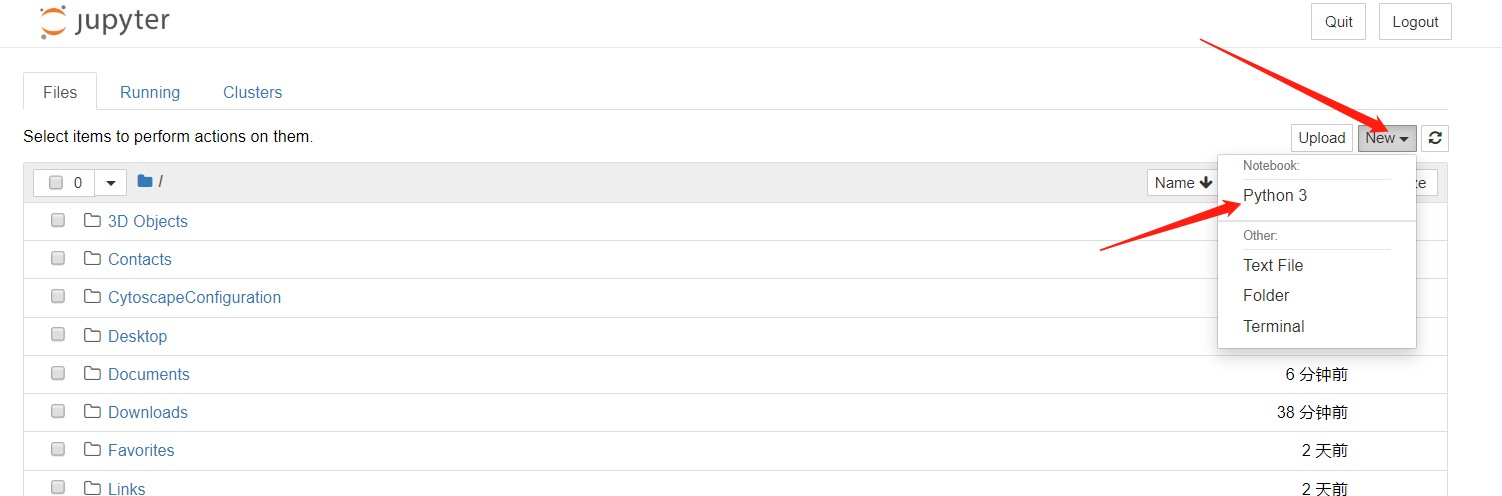 jupyter
Quit
Logout
Files
Running
Clusters
Select items to perform actions on them.
Upload
New
0
/
Name
ze
Notebook:
Python 3
Other:
Text File
Folder
Terminal
3D Objects
Contacts
CytoscapeConfiguration
Desktop
Documents
6 分钟前
Downloads
38 分钟前
Favorites
2 天前
Links
2 天前